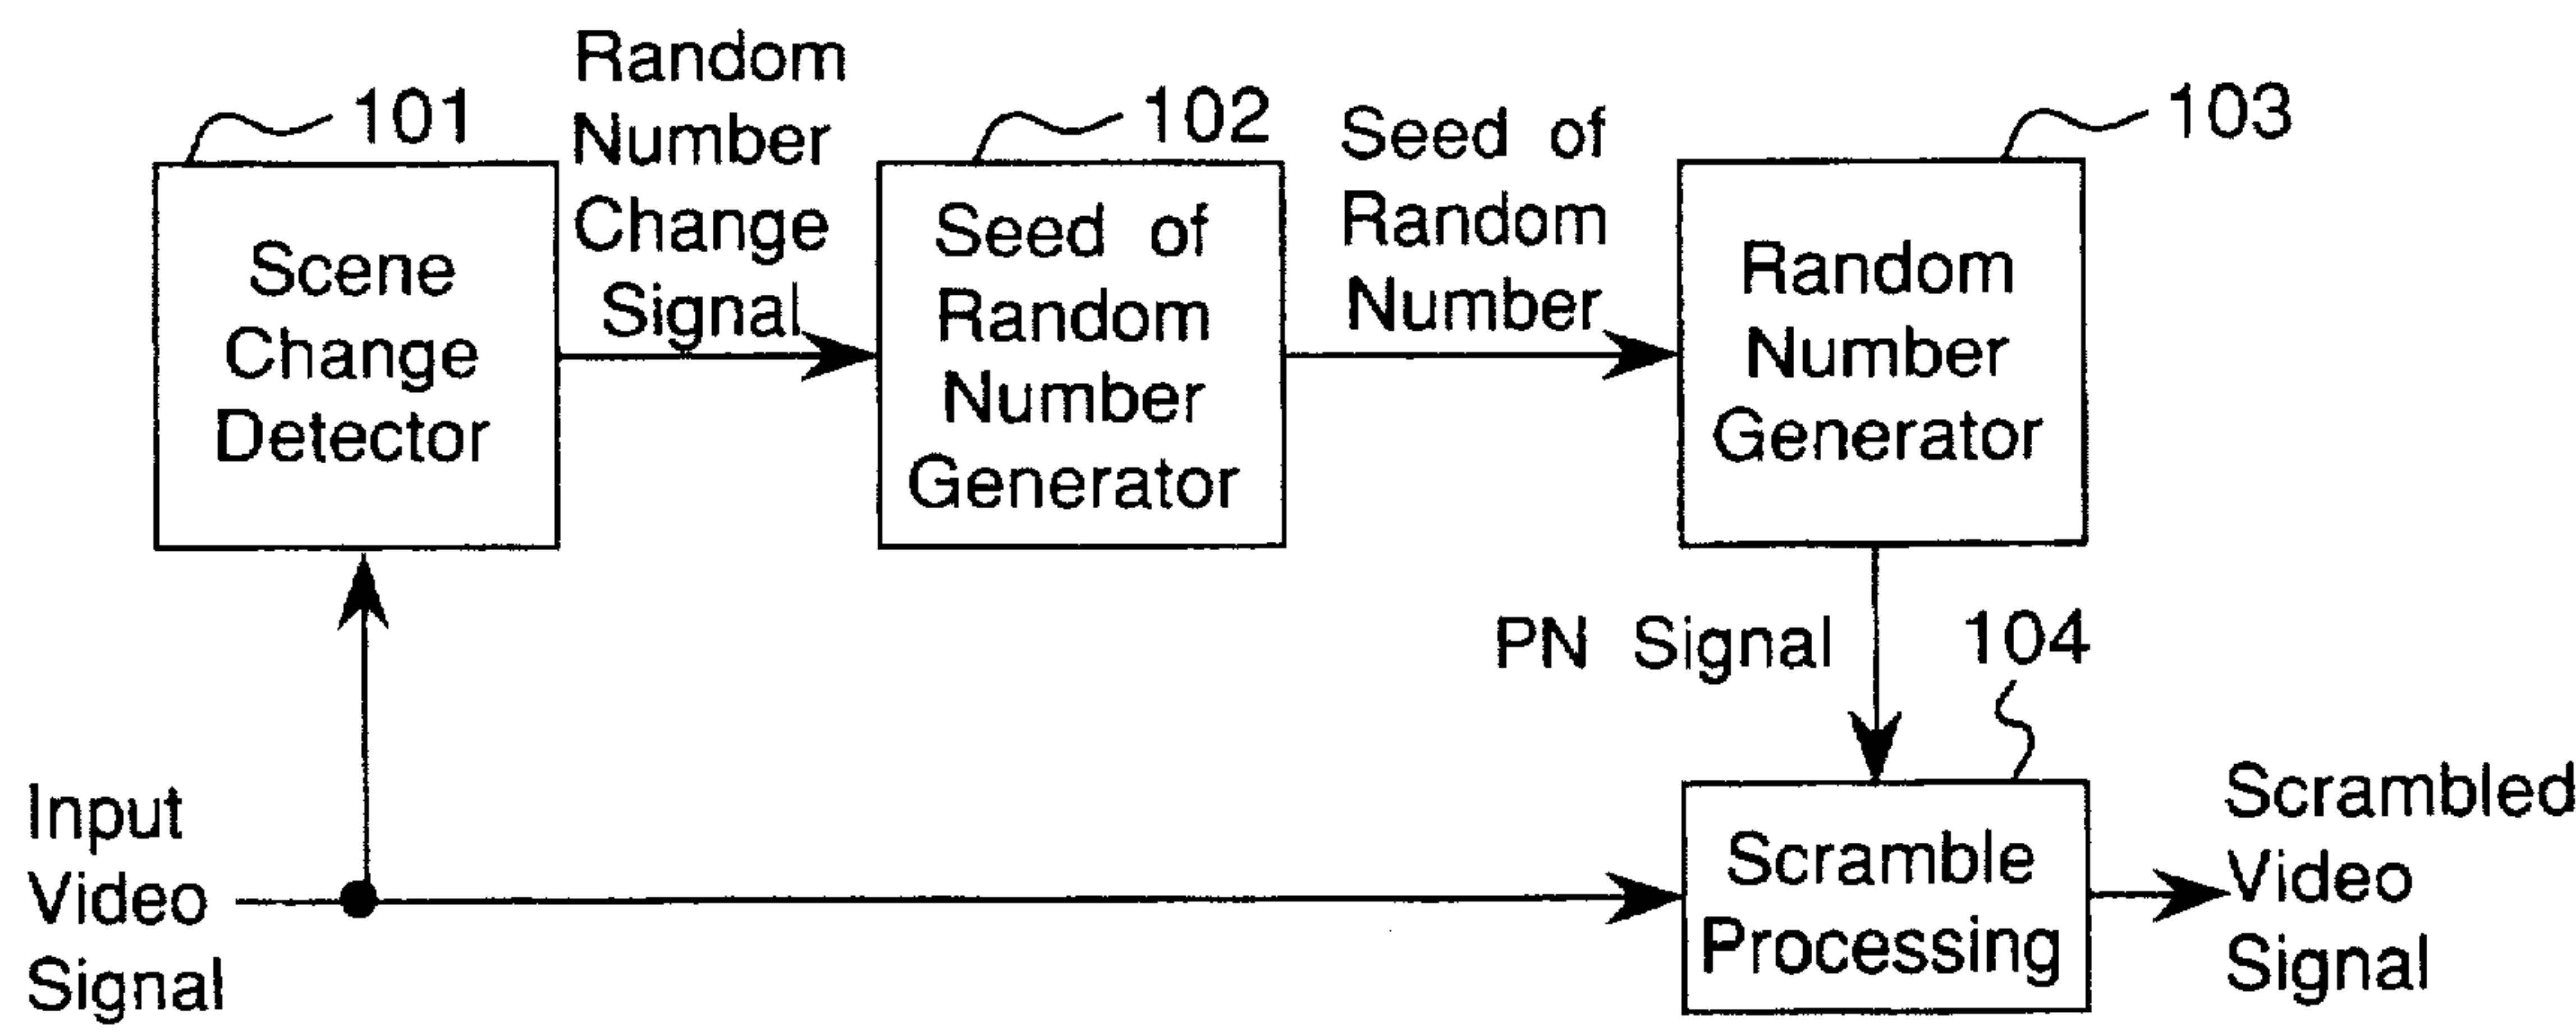 101
Scene
Change
Detector
Random
Number
Change
Signal
102
Seed of
Random
Number
Generator
Seed of
Random
Number
103
Random
Number
Generator
PN Signal
104
Input
Video
Signal
Scramble
Processing
Scrambled
Video
Signal